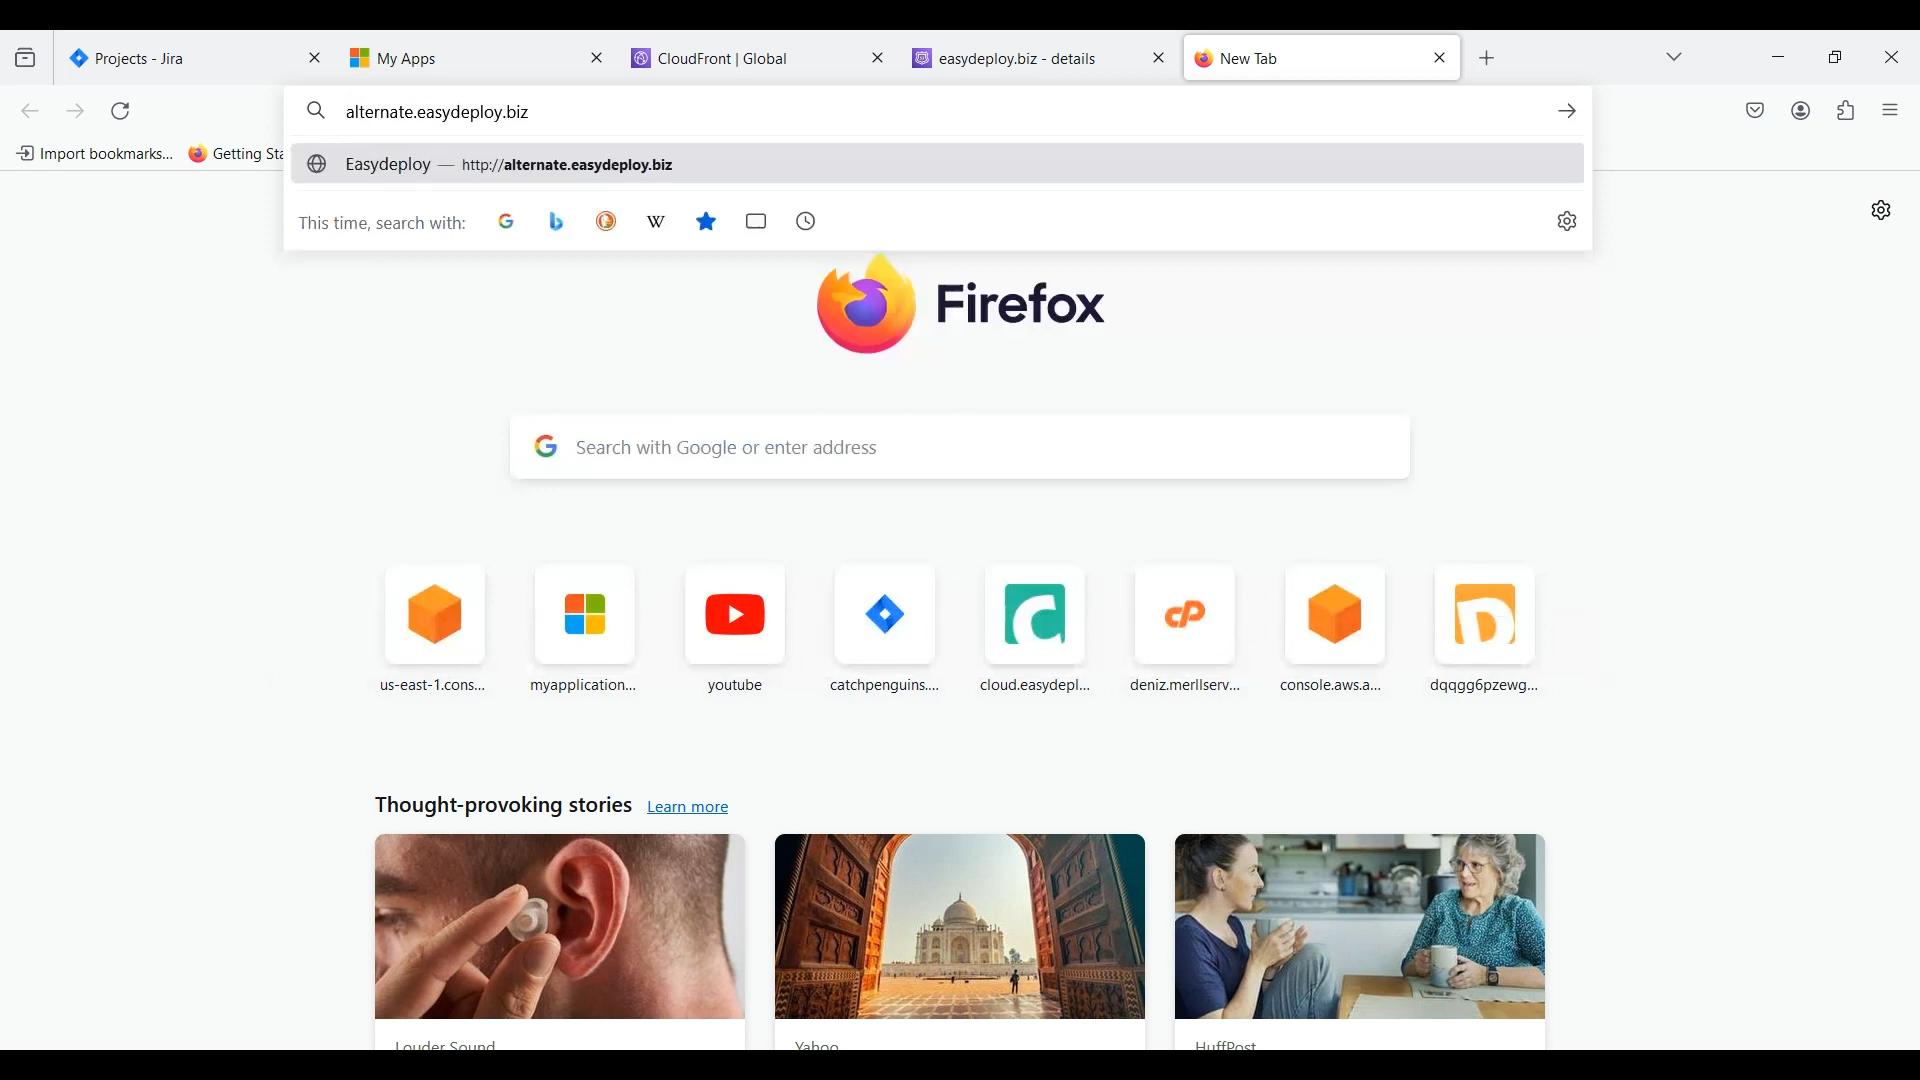 Projects - Jira
My Apps
CloudFront | Global
easydeploy.biz - details
New Tab
alternate.easydeploy.biz
Import bookmarks...
Getting Sta
Easydeploy — http://alternate.easydeploy.biz
This time, search with:
Firefox
Search with Google or enter address
us-east-1.cons...
myapplication...
youtube
catchpenguins....
cloud.easydepl...
deniz.merllserv...
console.aws.a...
dqqgg6pzewg...
Thought-provoking stories Learn more
Louder Sound
Yahoo
HuffPost